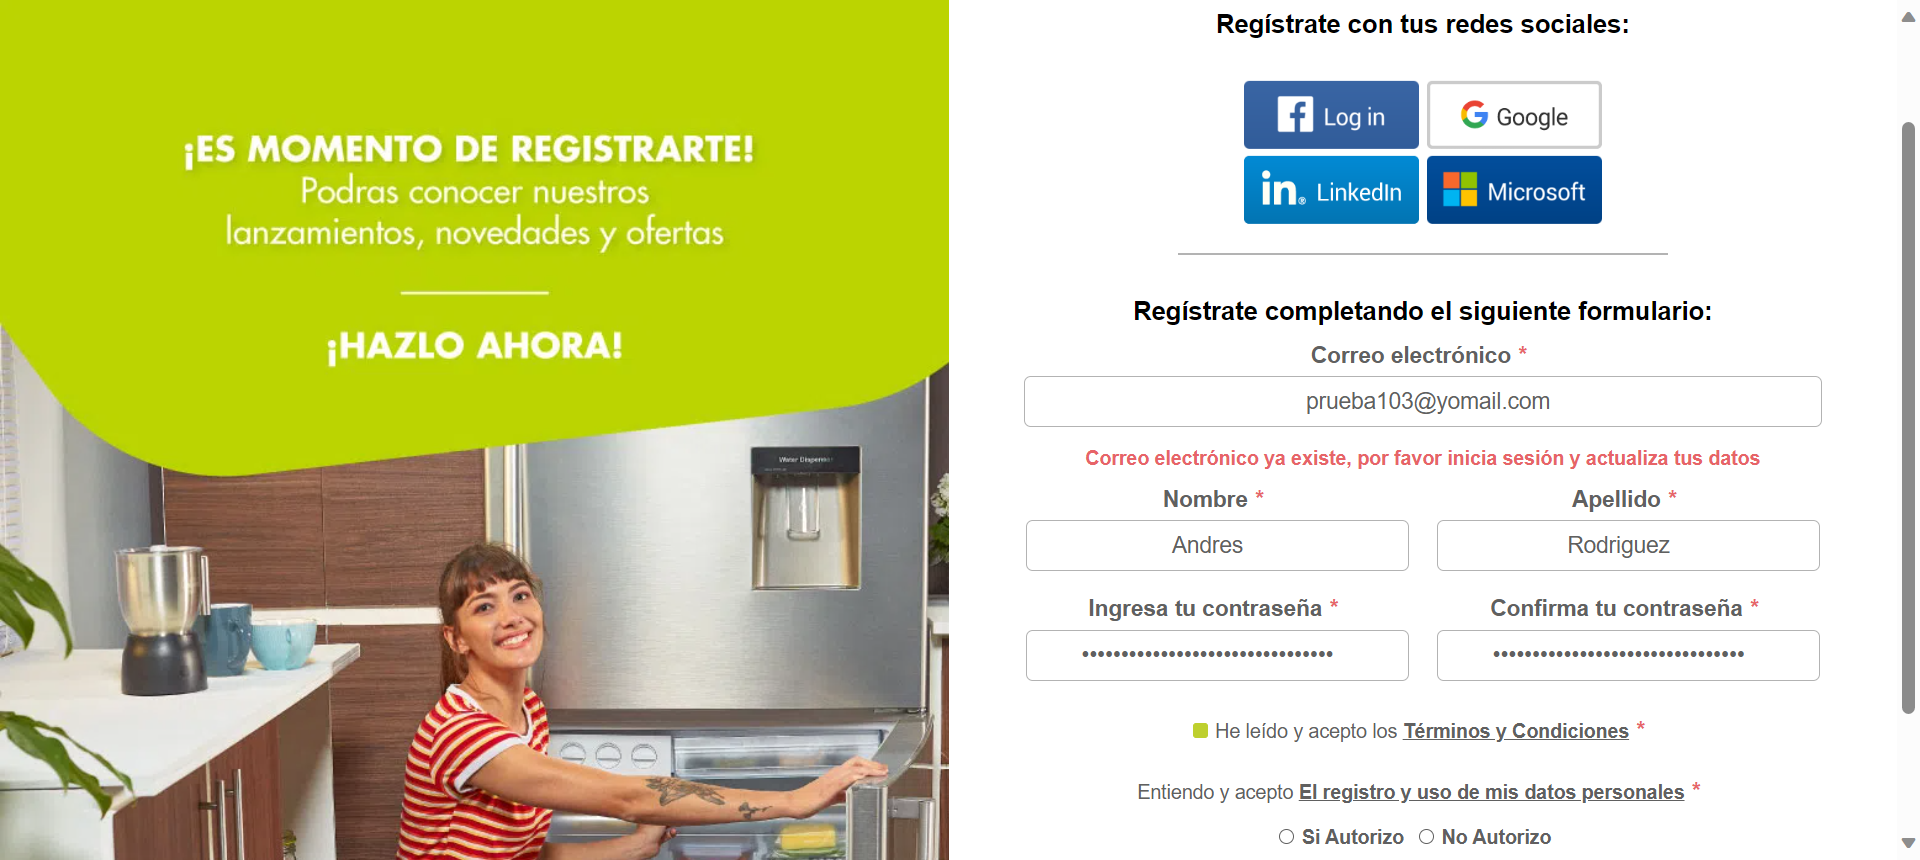 ¡ES MOMENTO DE REGISTRARTE!
Podras conocer nuestros
lanzamientos, novedades y ofertas
¡HAZLO AHORA!
Water Dispenser
Regístrate con tus redes sociales:
Log in
Google
LinkedIn
Microsoft
Regístrate completando el siguiente formulario:
Correo electrónico *
prueba103@yomail.com
Correo electrónico ya existe, por favor inicia sesión y actualiza tus datos
Nombre * Apellido *
Andres Rodriguez
Ingresa tu contraseña * Confirma tu contraseña *
•••••••••••••••••••••••••••••••• ••••••••••••••••••••••••••••••••
He leído y acepto los Términos y Condiciones *
Entiendo y acepto El registro y uso de mis datos personales *
Si Autorizo No Autorizo